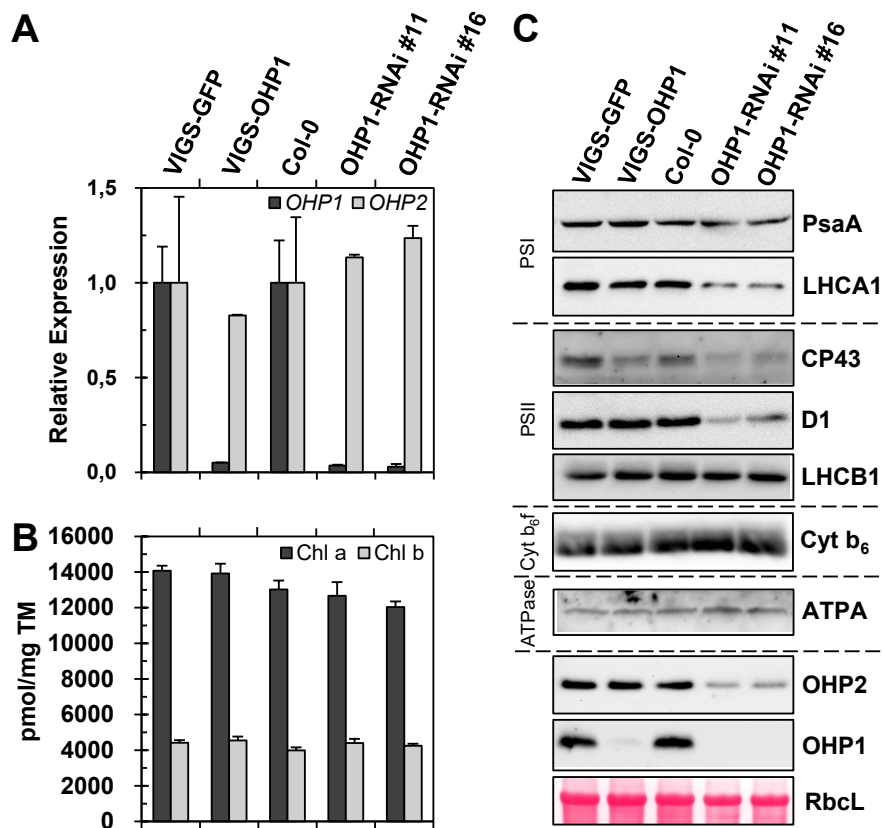 A
VIGS-GFP
VIGS-OHP1
Col-0
OHP1-RNAi #11
OHP1-RNAi #16
1,5
1,0
0,5
0,0
Relative Expression
OHP1 OHP2
B
16000
14000
12000
10000
8000
6000
4000
2000
0
pmol/mg TM
Chl a Chl b
C
VIGS-GFP
VIGS-OHP1
Col-0
OHP1-RNAi #11
OHP1-RNAi #16
PSI
PsaA
LHCA1
PSII
CP43
D1
LHCB1
Cyt b6f
Cyt b6
ATPase
ATPA
OHP2
OHP1
RbcL